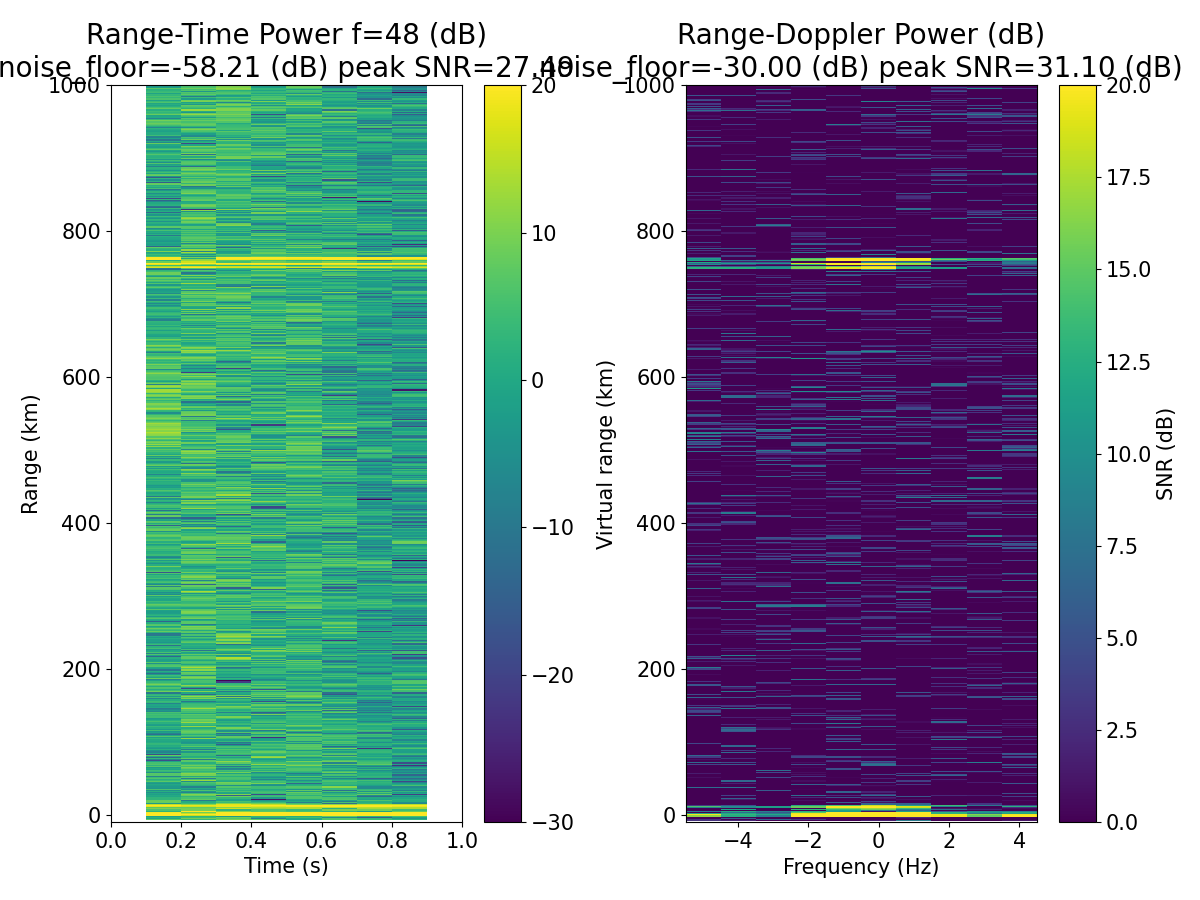 Range-Time Power f=48 (dB)
noise_floor=-58.21 (dB) peak SNR=27.49
Range-Doppler Power (dB)
noise_floor=-30.00 (dB) peak SNR=31.10 (dB)
1000
800
600
400
200
0
Range (km)
0.0 0.2 0.4 0.6 0.8 1.0
Time (s)
20
10
0
−10
−20
−30
1000
800
600
400
200
0
Virtual range (km)
−4 −2 0 2 4
Frequency (Hz)
20.0
17.5
15.0
12.5
10.0
7.5
5.0
2.5
0.0
SNR (dB)